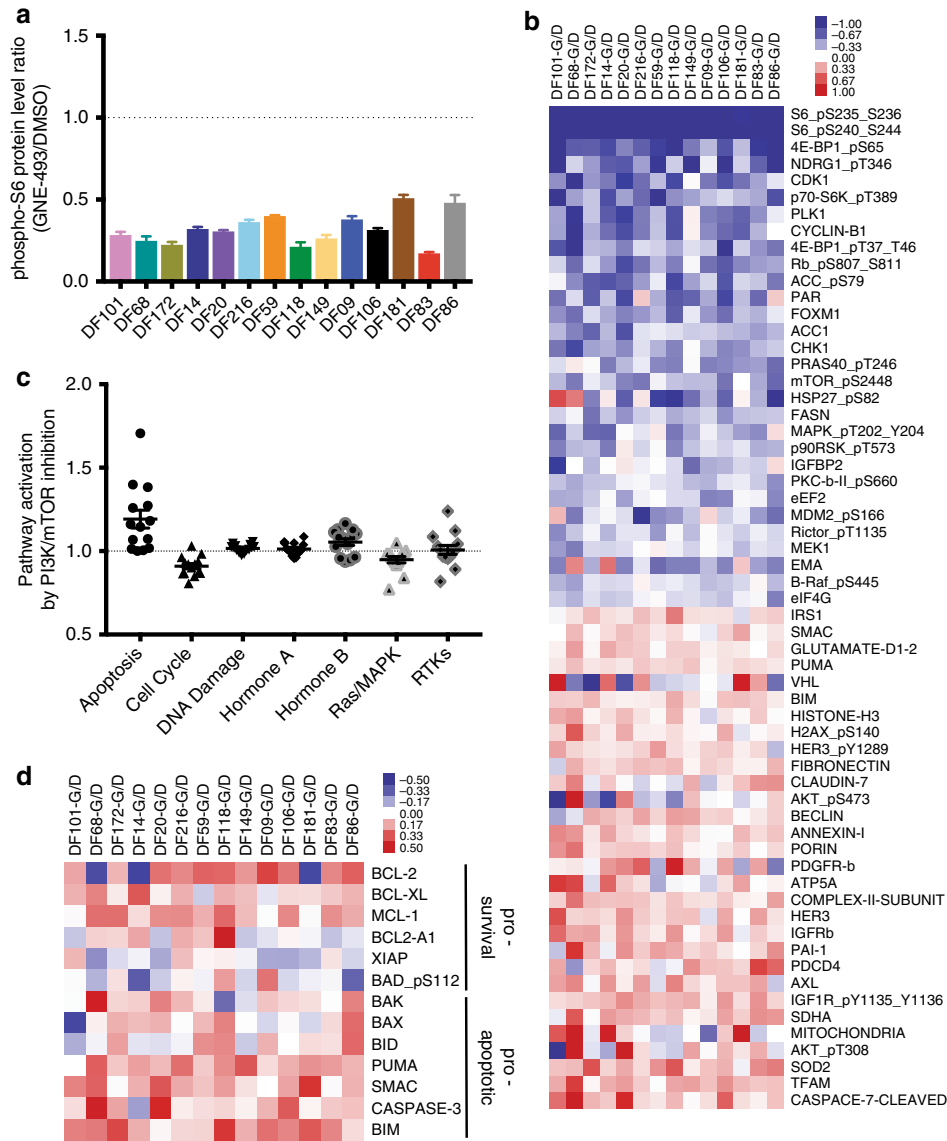 a
phospho-S6 protein level ratio
(GNE-493/DMSO)
1.5
1.0
0.5
0.0
DF101
DF68
DF172
DF14
DF20
DF216
DF59
DF118
DF149
DF09
DF106
DF181
DF83
DF86
b
DF101-G/D
DF68-G/D
DF172-G/D
DF14-G/D
DF20-G/D
DF216-G/D
DF59-G/D
DF118-G/D
DF149-G/D
DF09-G/D
DF106-G/D
DF181-G/D
DF83-G/D
DF86-G/D
−1.00
−0.67
−0.33
0.00
0.33
0.67
1.00
S6_pS235_S236
S6_pS240_S244
4E-BP1_pS65
NDRG1_pT346
CDK1
p70-S6K_pT389
PLK1
CYCLIN-B1
4E-BP1_pT37_T46
Rb_pS807_S811
ACC_pS79
PAR
FOXM1
ACC1
CHK1
PRAS40_pT246
mTOR_pS2448
HSP27_pS82
FASN
MAPK_pT202_Y204
p90RSK_pT573
IGFBP2
PKC-b-II_pS660
eEF2
MDM2_pS166
Rictor_pT1135
MEK1
EMA
B-Raf_pS445
eIF4G
IRS1
SMAC
GLUTAMATE-D1-2
PUMA
VHL
BIM
HISTONE-H3
H2AX_pS140
HER3_pY1289
FIBRONECTIN
CLAUDIN-7
AKT_pS473
BECLIN
ANNEXIN-I
PORIN
PDGFR-b
ATP5A
COMPLEX-II-SUBUNIT
HER3
IGFRb
PAI-1
PDCD4
AXL
IGF1R_pY1135_Y1136
SDHA
MITOCHONDRIA
AKT_pT308
SOD2
TFAM
CASPACE-7-CLEAVED
c
Pathway activation
by PI3K/mTOR inhibition
2.0
1.5
1.0
0.5
Apoptosis
Cell Cycle
DNA Damage
Hormone A
Hormone B
Ras/MAPK
RTKs
d
DF101-G/D
DF68-G/D
DF172-G/D
DF14-G/D
DF20-G/D
DF216-G/D
DF59-G/D
DF118-G/D
DF149-G/D
DF09-G/D
DF106-G/D
DF181-G/D
DF83-G/D
DF86-G/D
−0.50
−0.33
−0.17
0.00
0.17
0.33
0.50
BCL-2
BCL-XL
MCL-1
BCL2-A1
XIAP
BAD_pS112
BAK
BAX
BID
PUMA
SMAC
CASPASE-3
BIM
pro -
survival
pro -
apoptotic